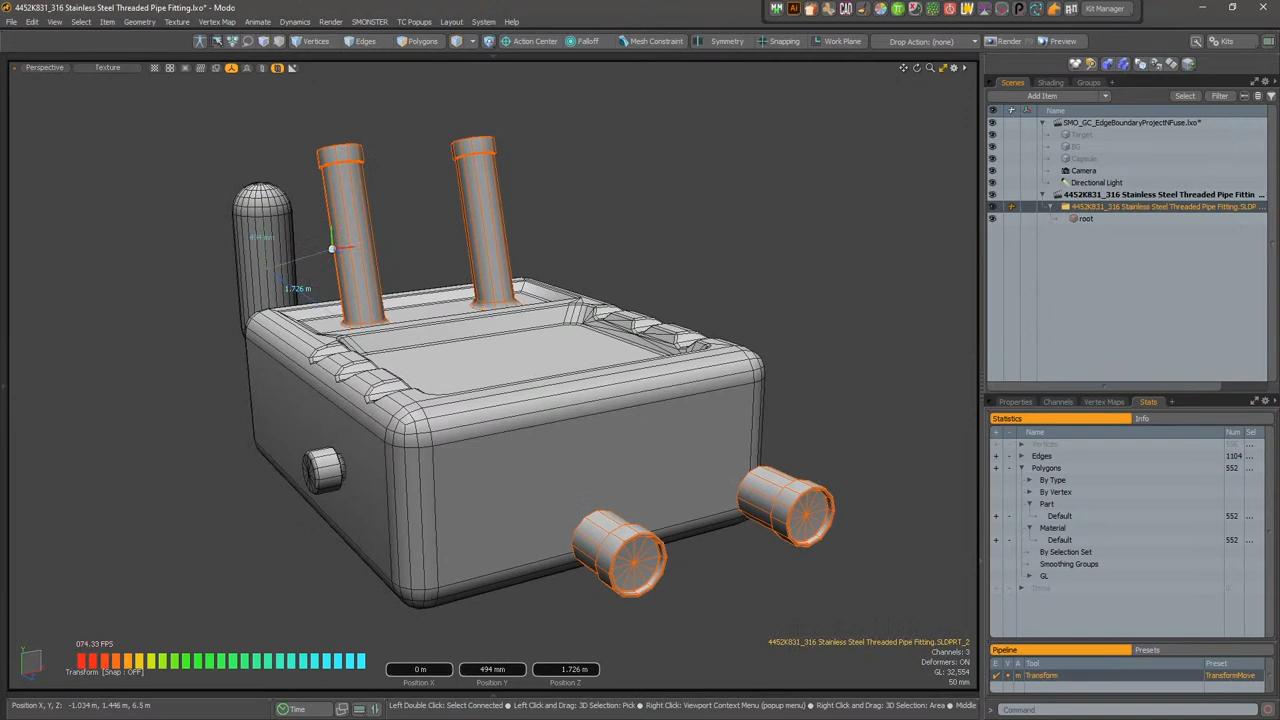 4452K831_316 Stainless Steel Threaded Pipe Fitting.lxo* - Modo
File Edit View Select Item Geometry Texture Vertex Map Animate Dynamics Render SMONSTER TC Popups Layout System Help
Kit Manager
Vertices Edges Polygons Action Center Falloff Mesh Constraint Symmetry Snapping Work Plane Drop Action: (none) Render Preview Kits
Perspective Texture
Scenes Shading Groups +
Add Item Select Filter
Name
SMO_GC_EdgeBoundaryProjectNFuse.lxo*
Target
BG
Capsule
Camera
Directional Light
4452K831_316 Stainless Steel Threaded Pipe Fittin ...
4452K831_316 Stainless Steel Threaded Pipe Fitting.SLDP ...
root
494 mm
1.726 m
Properties Channels Vertex Maps Stats +
Statistics Info
Name Num Sel
Vertices 556 ...
Edges 1104 ...
Polygons 552 ...
By Type
By Vertex
Part
Default 552 ...
Material
Default 552 ...
By Selection Set
Smoothing Groups
GL
Items
074.33 FPS
Transform [Snap : OFF]
0 m 494 mm 1.726 m
Position X Position Y Position Z
4452K831_316 Stainless Steel Threaded Pipe Fitting.SLDPRT_2
Channels: 3
Deformers: ON
GL: 32,554
50 mm
Pipeline Presets
E V A Tool Preset
m Transform TransformMove
Position X, Y, Z: -1.034 m, 1.446 m, 6.5 m Time Left Double Click: Select Connected Left Click and Drag: 3D Selection: Pick Right Click: Viewport Context Menu (popup menu) Right Click and Drag: 3D Selection: Area Middle
Command